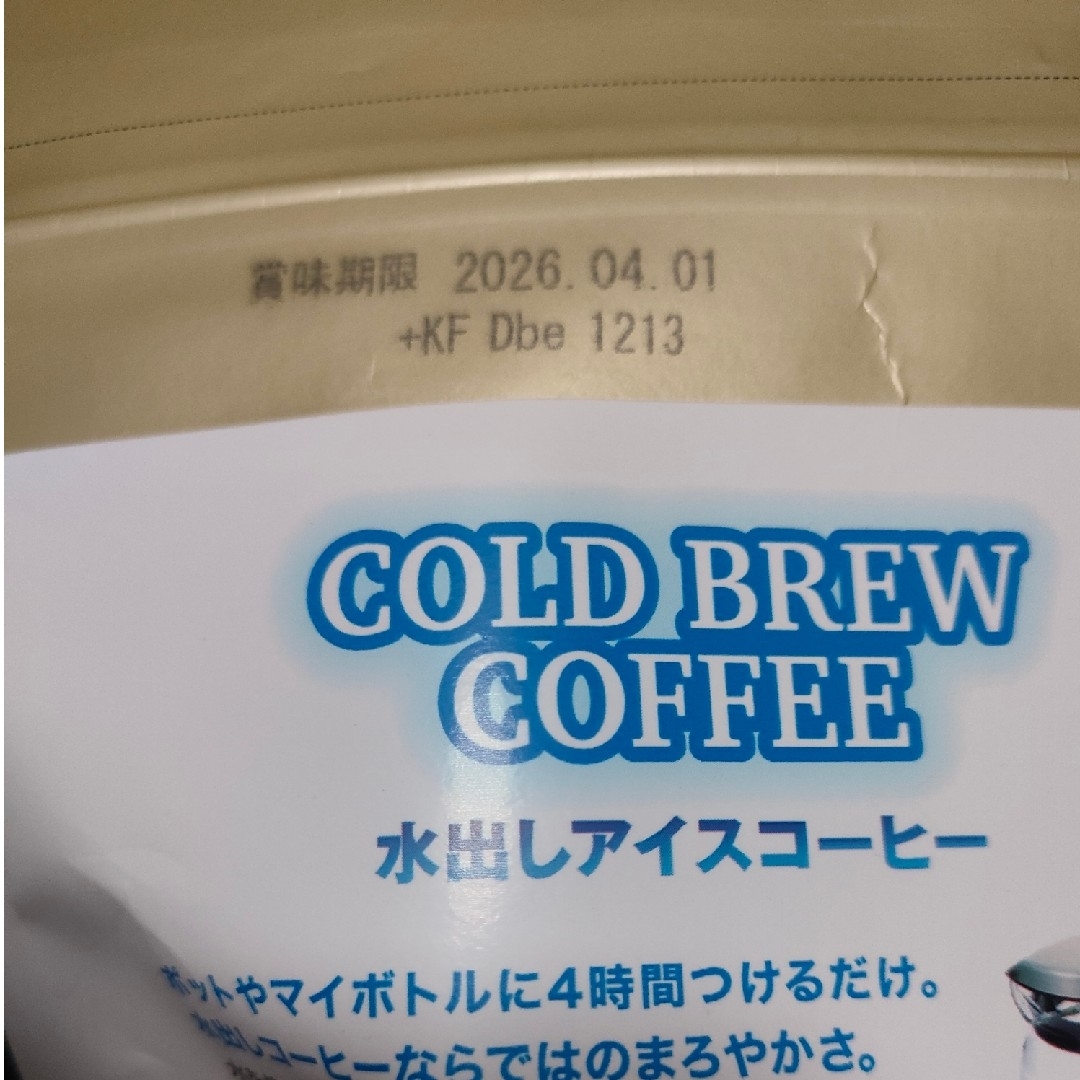 賞味期限 2026.04.01
+KF Dbe 1213
COLD BREW
COFFEE
水出しアイスコーヒー
ポットやマイボトルに4時間つけるだけ。
水出しコーヒーならではのまろやかさ。